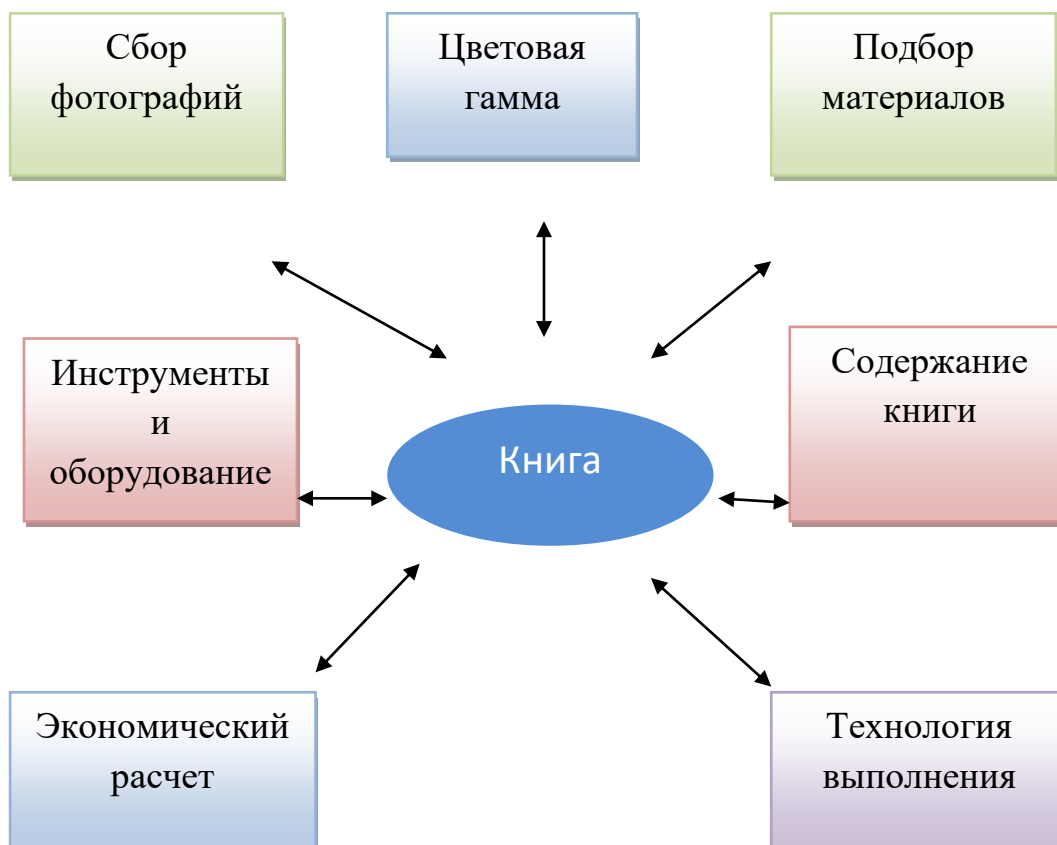 Сбор
фотографий
Цветовая
гамма
Подбор
материалов
Инструменты
и
оборудование
Книга
Содержание
книги
Экономический
расчет
Технология
выполнения